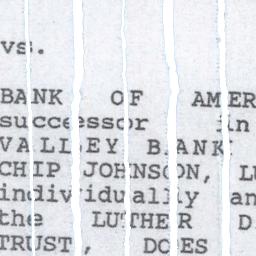 vs.
BANK OF AMER
successor in
VALLEY BANK
CHIP JOHNSON, LU
individually an
the LUTHER D
TRUST, DOES